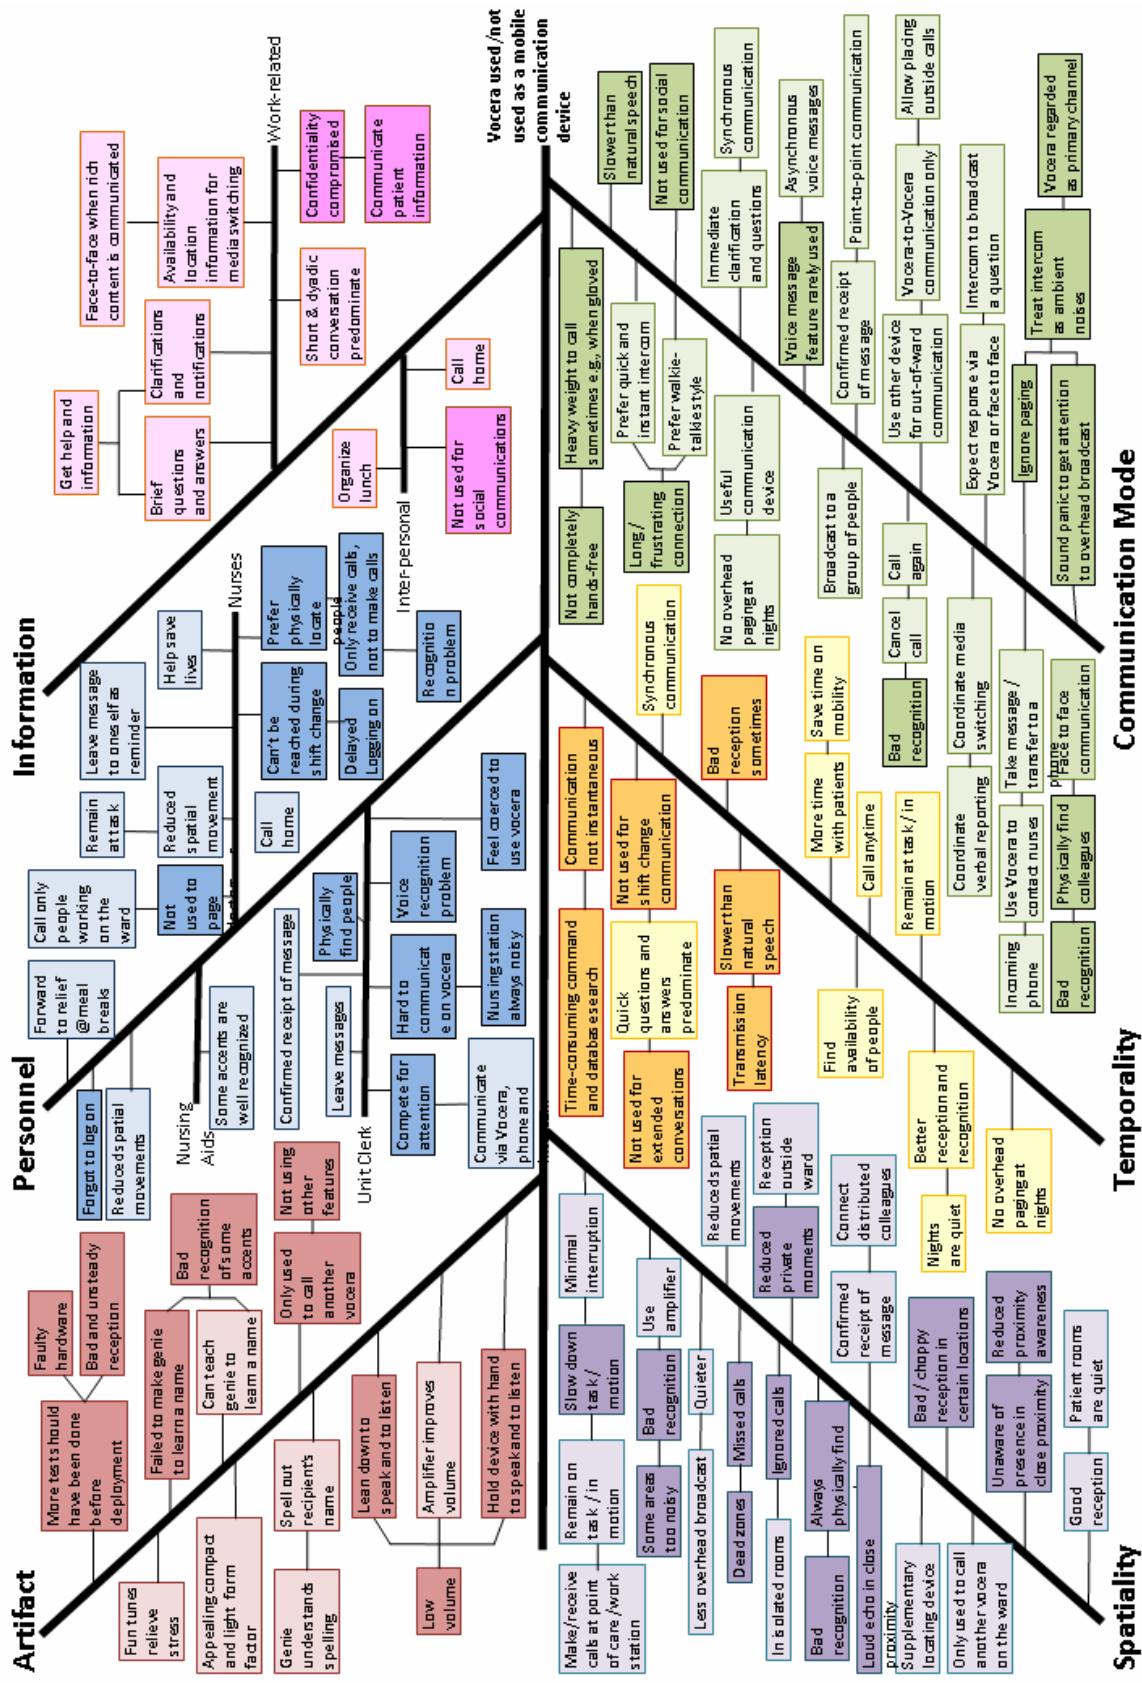 Artifact
Personnel
Information
Faulty
hardware
Bad and unsteady
reception
More tests should
have been done
before
deployment
Fun tunes
relieve
stress
Bad
recognition
of some
accents
Failed to make genie
to learn a name
Can teach
genie to
learn a name
Appealing compact
and light form
factor
Not using
other
features
Only used
to call
another
vocera
Spell out
recipient's
name
Genie
understands
spelling
Lean down to
speak and to listen
Amplifier improves
volume
Low
volume
Hold device with hand
to speak and to listen
Call only
people
working
on the
ward
Forward
to relief
@meal
breaks
Forgot to log on
Reduced spatial
movements
Nursing
Aids
Some accents are
well recognized
Remain
at task
Leave message
to oneself as
reminder
Help save
lives
Reduced
spatial
movement
Not
used to
page
Nurses
Can't be
reached during
shift change
Prefer
physically
locate
people
Call
home
Delayed
Logging on
Only receive calls,
not to make calls
Recognitio
n problem
Confirmed receipt of message
Physically
find people
Leave messages
Unit Clerk
Voice
recognition
problem
Hard to
communicat
e on vocera
Compete for
attention
Feel coerced to
use vocera
Nursing station
always noisy
Communicate
via Vocera,
phone and
Get help and
information
Face-to-face when rich
content is communicated
Brief
questions
and answers
Clarifications
and
notifications
Availability and
location
information for
media switching
Work-related
Short & dyadic
conversation
predominate
Confidentiality
compromised
Communicate
patient
information
Organize
lunch
Inter-personal
Call
home
Not used for
social
communications
Vocera used/not
used as a mobile
communication
device
Make/receive
calls at point
of care /work
station
Remain on
task / in
motion
Slow down
task/
motion
Minimal
interruption
Some areas
too noisy
Bad
recognition
Use
amplifier
Less overhead broadcast
Quieter
Reduced spatial
movements
Dead zones
Missed calls
In isolated rooms
Ignored calls
Reduced
private
moments
Reception
outside
ward
Bad
recognition
Always
physically find
Confirmed
receipt of
message
Connect
distributed
colleagues
Loud echo in close
proximity
Supplementary
locating device
Bad / choppy
reception in
certain locations
Only used to call
another vocera
on the ward
Unaware of
presence in
close proximity
Reduced
proximity
awareness
Good
reception
Patient rooms
are quiet
Time-consuming command
and database search
Communication
not instantaneous
Not used for
extended
conversations
Quick
questions and
answers
predominate
Not used for
shift change
communication
Synchronous
communication
Transmission
latency
Slower than
natural speech
Bad
reception
sometimes
Find
availability
of people
More time
with patients
Save time on
mobility
Call anytime
Nights
are quiet
Better
reception and
recognition
Remain at task / in
motion
No overhead
paging at
nights
Not completely
hands-free
Heavy weight to call
sometimes e.g., when gloved
Slower than
natural speech
Long /
frustrating
connection
Prefer quick and
instant intercom
Prefer walkie-
talkie style
Not used for social
communication
No overhead
paging at
nights
Useful
communication
device
Immediate
clarification
and questions
Synchronous
communication
Voice message
feature rarely used
Asynchronous
voice messages
Broadcast to a
group of people
Confirmed receipt
of message
Point-to-point communication
Bad
recognition
Cancel
call
Call
again
Use other device
for out-of-ward
communication
Vocera-to-Vocera
communication only
Allow placing
outside calls
Coordinate
verbal reporting
Coordinate media
switching
Expect response via
Vocera or face to face
Intercom to broadcast
a question
Incoming
phone
Use Vocera to
contact nurses
Take message /
transfer to a
phone
Ignore paging
Treat intercom
as ambient
noises
Vocera regarded
as primary channel
Bad
recognition
Physically find
colleagues
Face to face
communication
Sound panic to get attention
to overhead broadcast
Spatiality
Temporality
Communication Mode